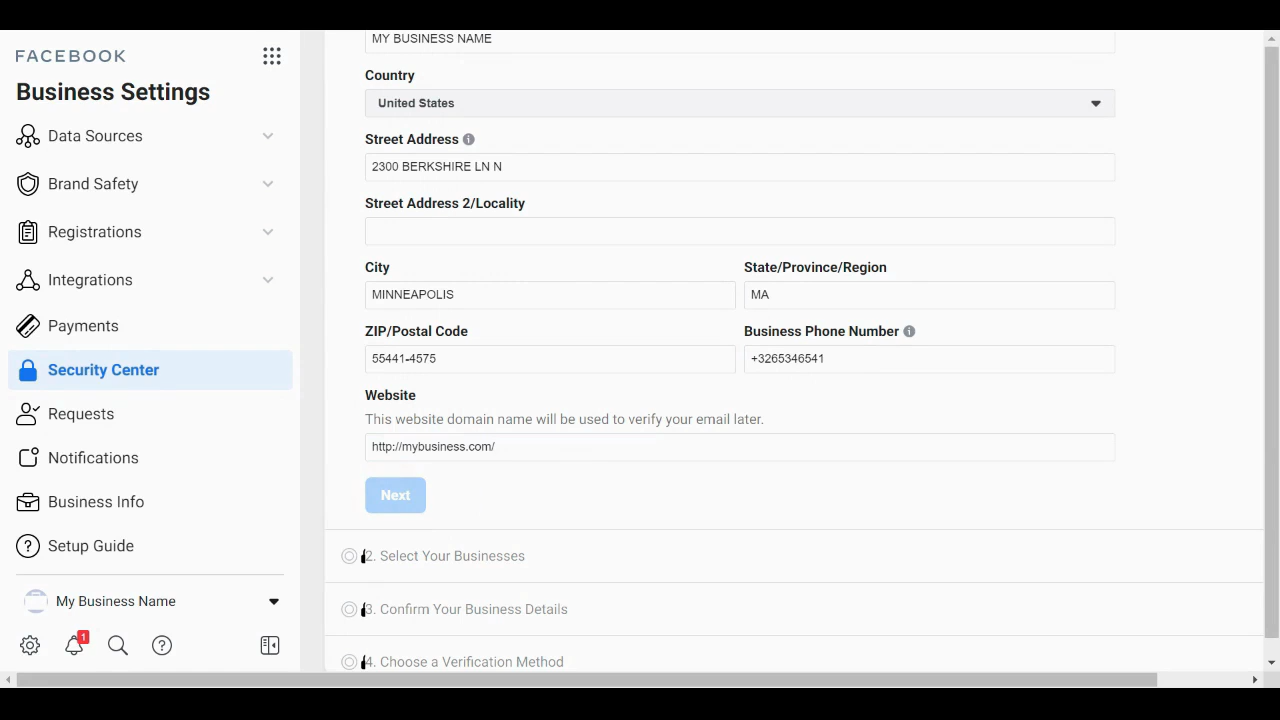 FACEBOOK
Business Settings
Data Sources
Brand Safety
Registrations
Integrations
Payments
Security Center
Requests
Notifications
Business Info
Setup Guide
My Business Name
1
MY BUSINESS NAME
Country
United States
Street Address
2300 BERKSHIRE LN N
Street Address 2/Locality
City
State/Province/Region
MINNEAPOLIS
MA
ZIP/Postal Code
Business Phone Number
55441-4575
+3265346541
Website
This website domain name will be used to verify your email later.
http://mybusiness.com/
Next
2. Select Your Businesses
3. Confirm Your Business Details
4. Choose a Verification Method